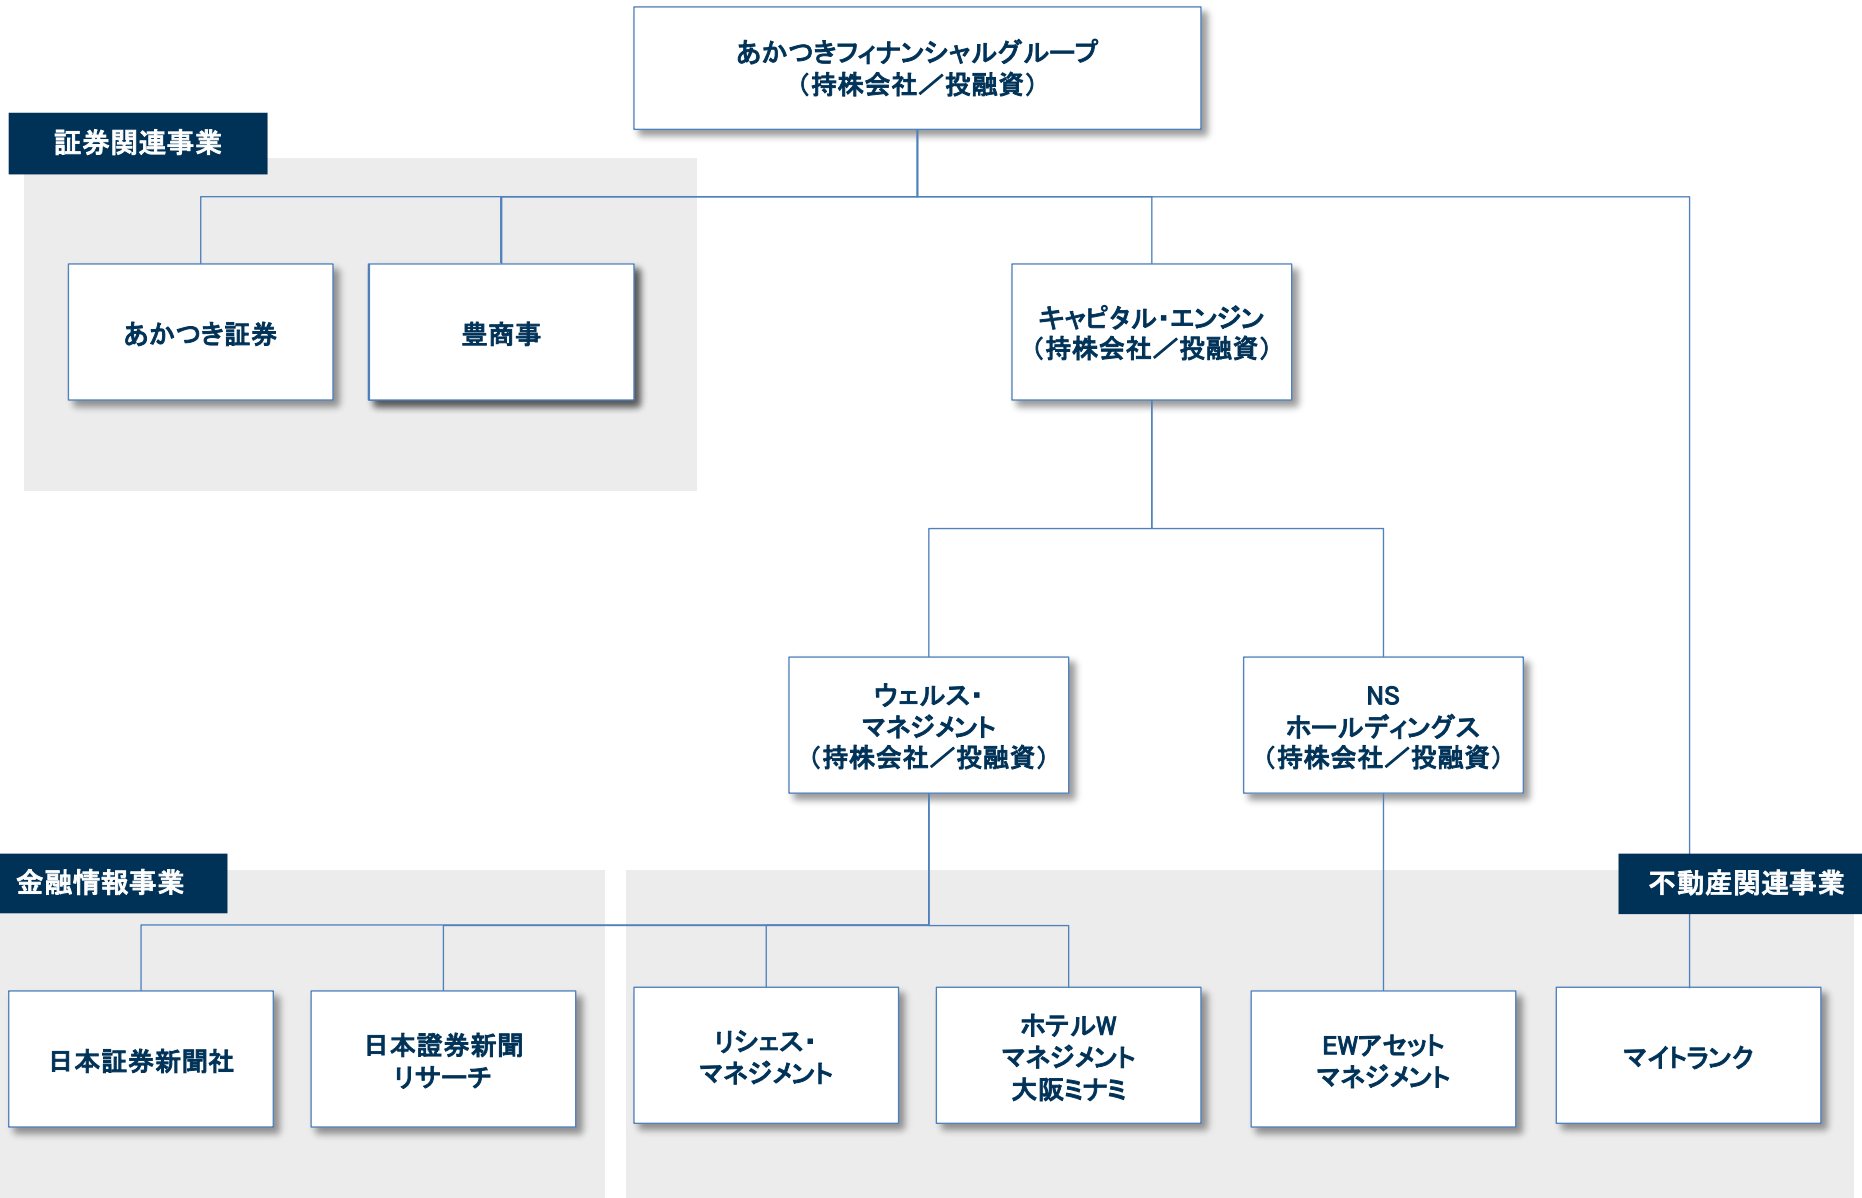 あかつきフィナンシャルグループ
（持株会社／投融資）
証券関連事業
あかつき証券
豊商事
キャピタル・エンジン
（持株会社／投融資）
ウェルス・
マネジメント
（持株会社／投融資）
NS
ホールディングス
（持株会社／投融資）
金融情報事業
不動産関連事業
日本証券新聞社
日本證券新聞
リサーチ
リシェス・
マネジメント
ホテルW
マネジメント
大阪ミナミ
EWアセット
マネジメント
マイトランク